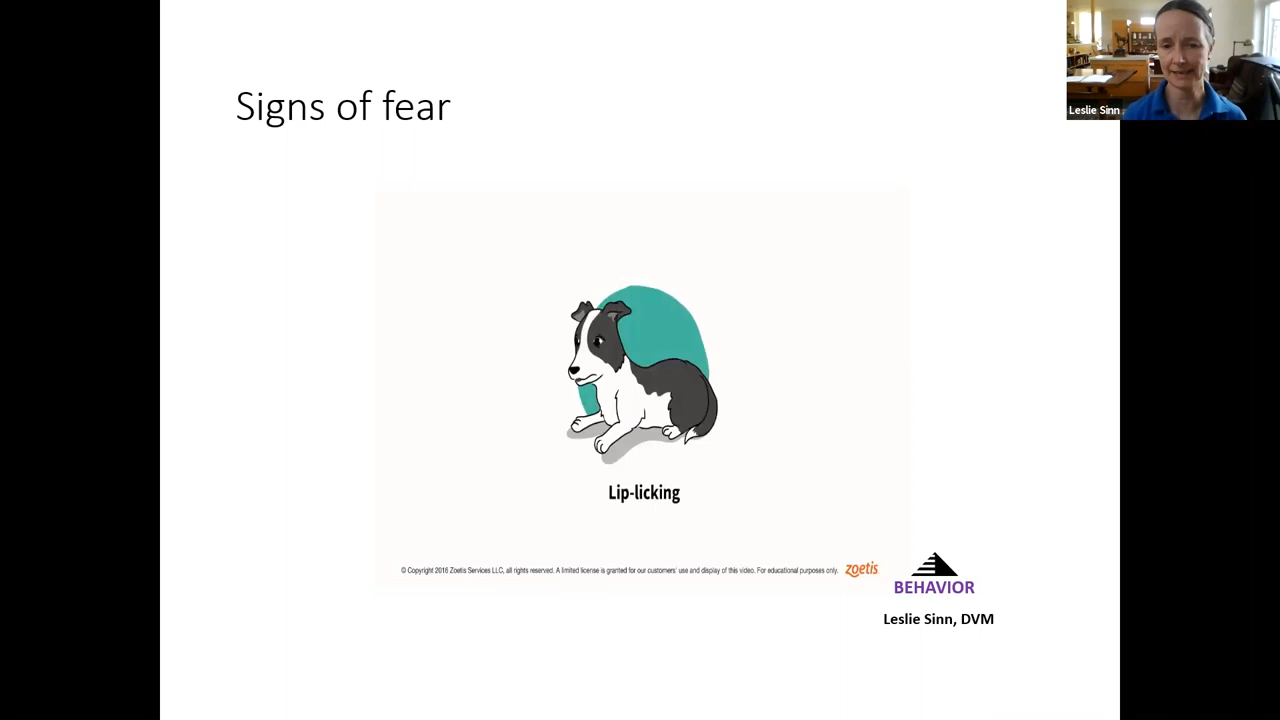 Signs of fear
Leslie Sinn
Lip-licking
© Copyright 2016 Zoetis Services LLC, all rights reserved. A limited license is granted for our customers' use and display of this video. For educational purposes only.
zoetis
BEHAVIOR
Leslie Sinn, DVM